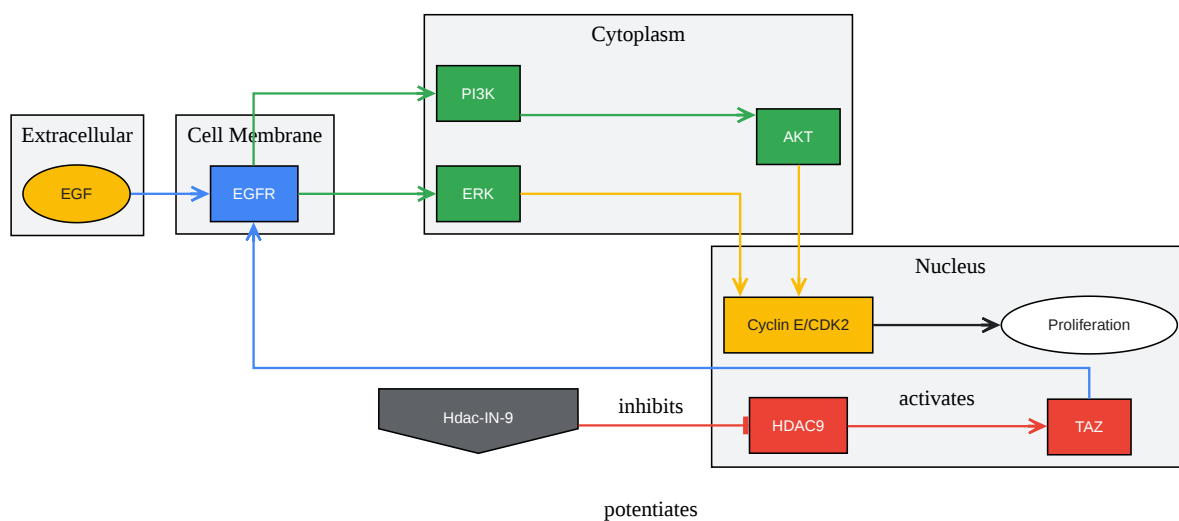 Cytoplasm
PI3K
AKT
Extracellular
Cell Membrane
EGF
EGFR
ERK
Nucleus
Cyclin E/CDK2
Proliferation
Hdac-IN-9
inhibits
HDAC9
activates
TAZ
potentiates